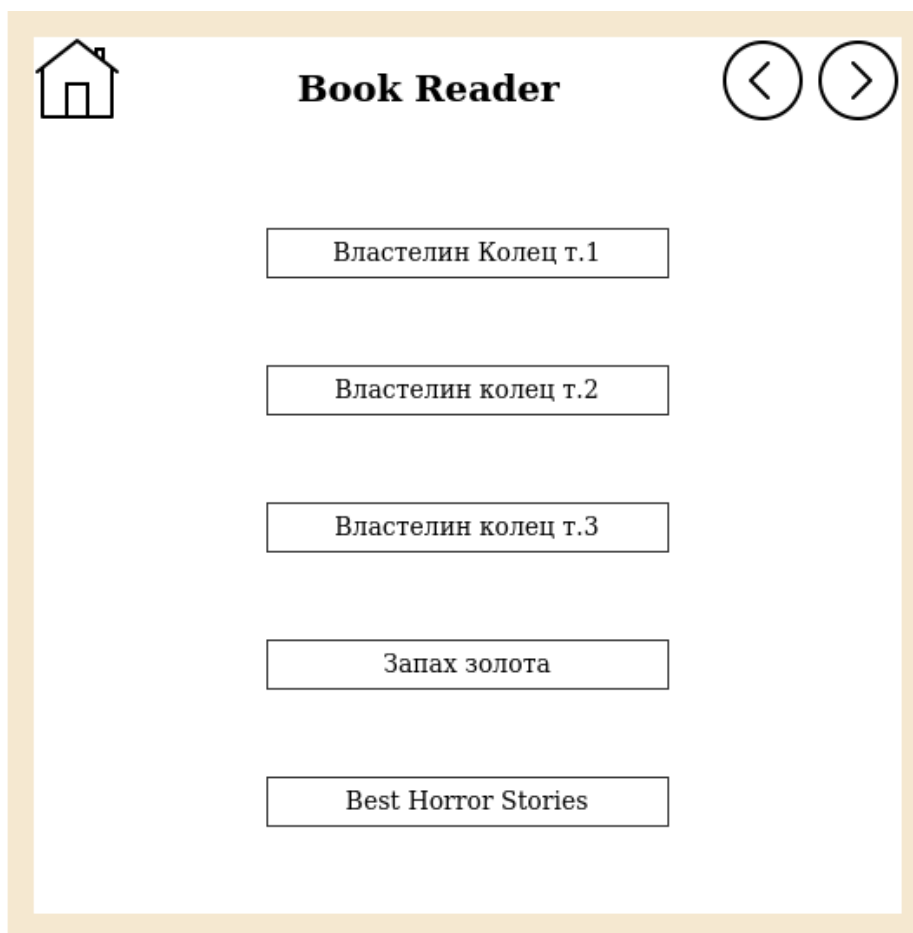 Book Reader
Властелин Колец т.1
Властелин колец т.2
Властелин колец т.3
Запах золота
Best Horror Stories